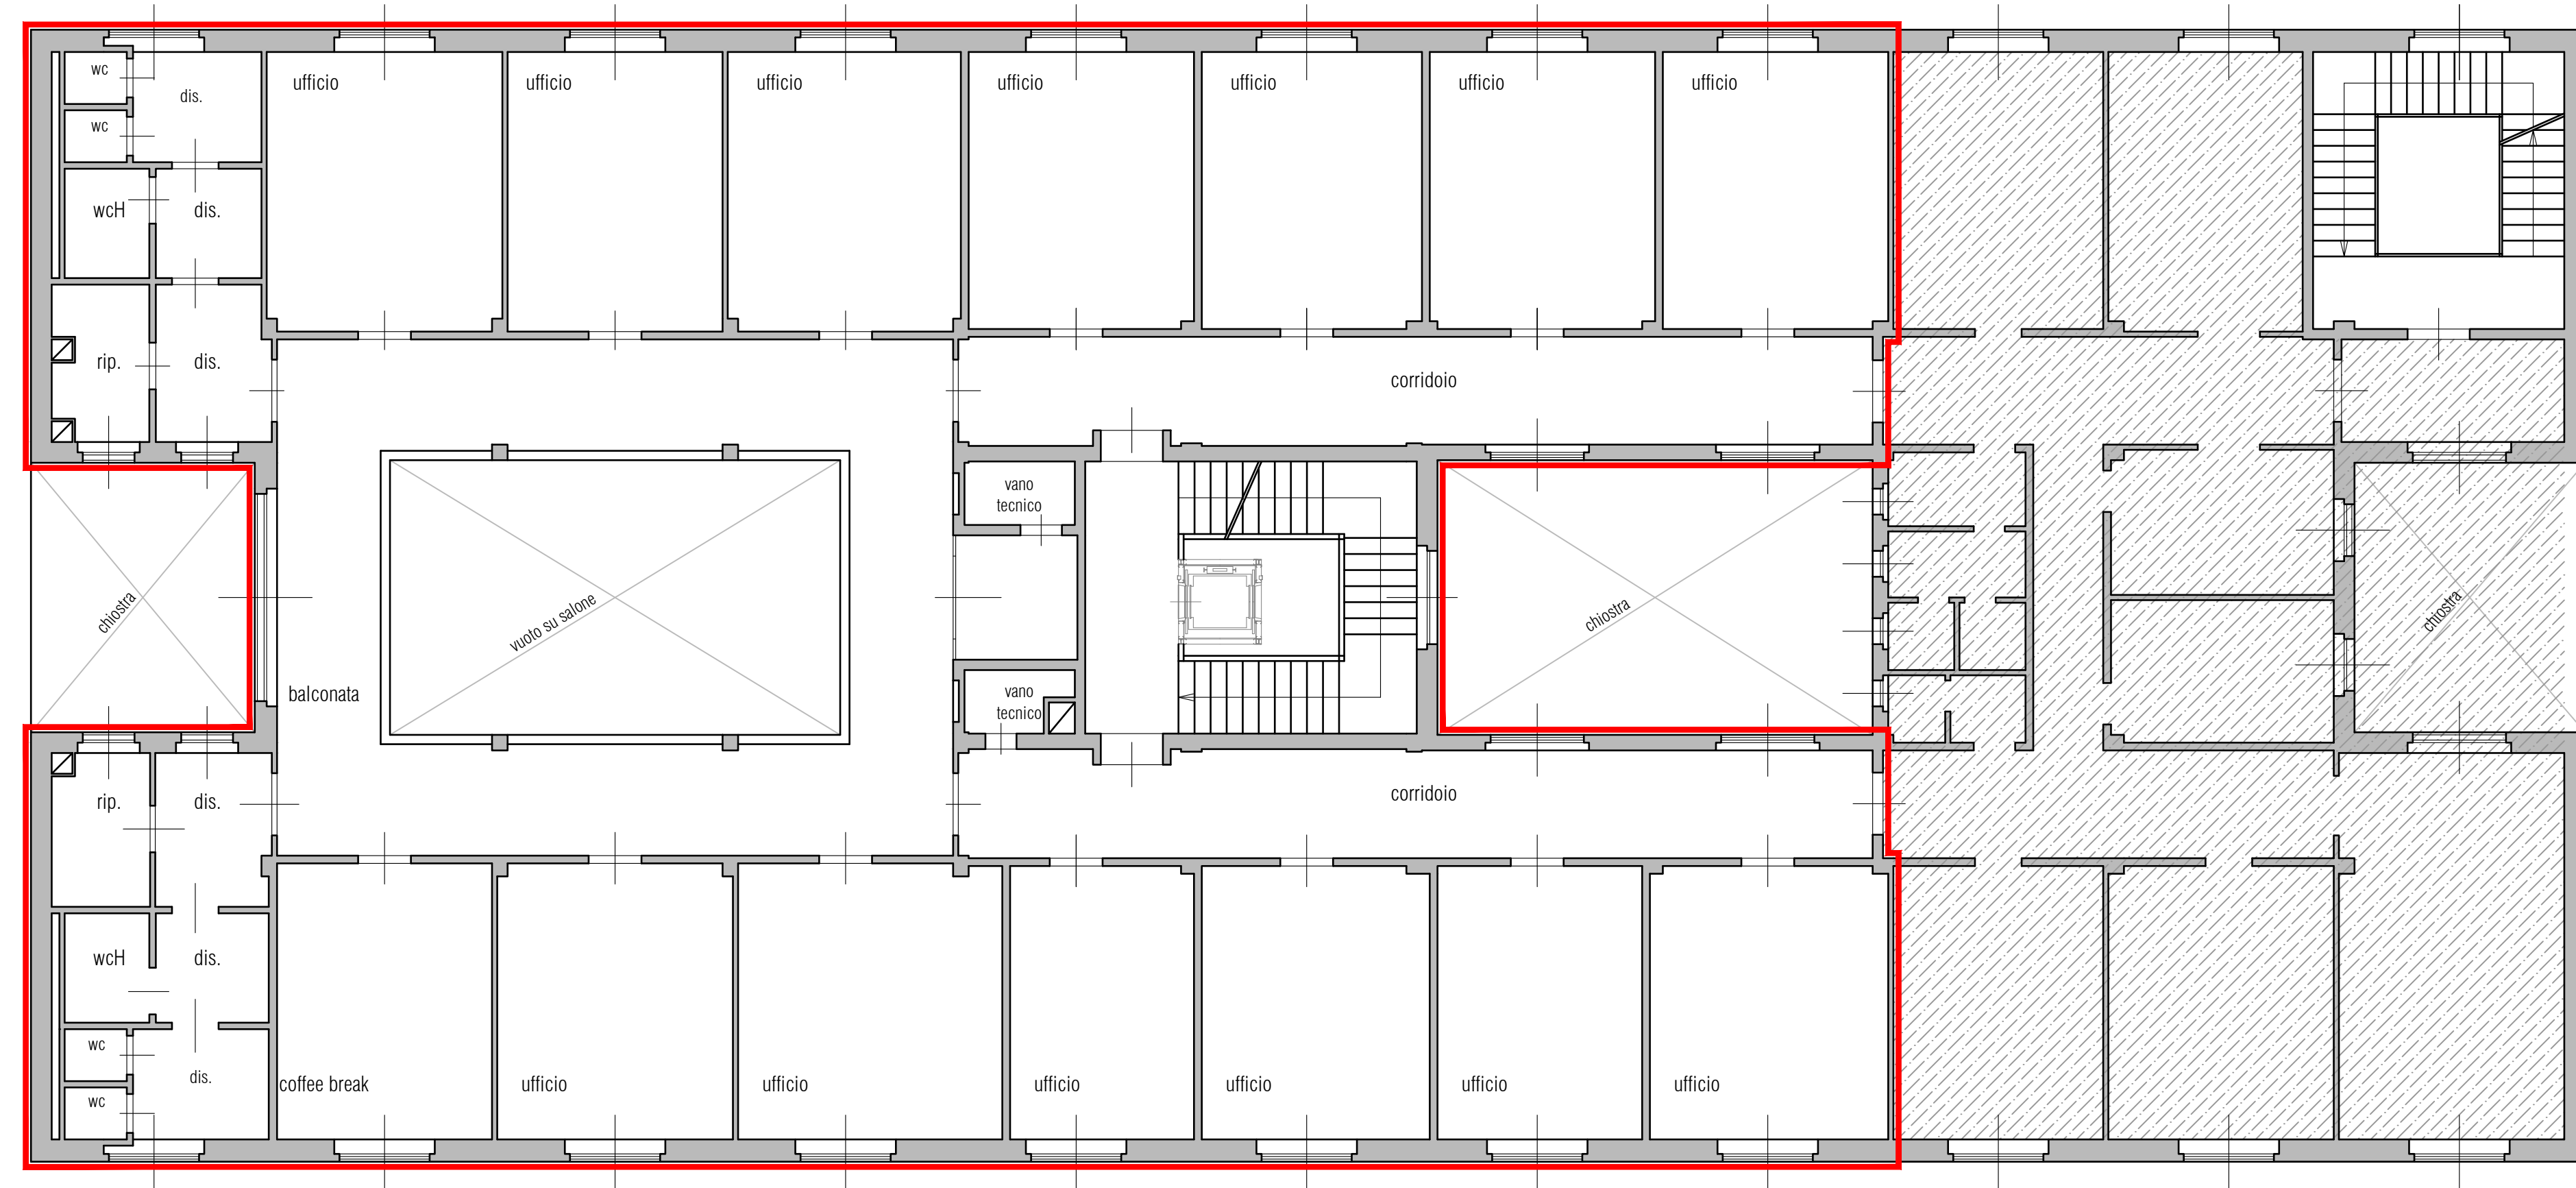 wc
dis.
wc
ufficio
ufficio
ufficio
ufficio
ufficio
ufficio
ufficio
wcH
dis.
rip.
dis.
corridoio
vano
tecnico
chiostra
vuoto su salone
chiostra
chiostra
balconata
vano
tecnico
rip.
dis.
corridoio
wcH
dis.
wc
dis.
wc
coffee break
ufficio
ufficio
ufficio
ufficio
ufficio
ufficio